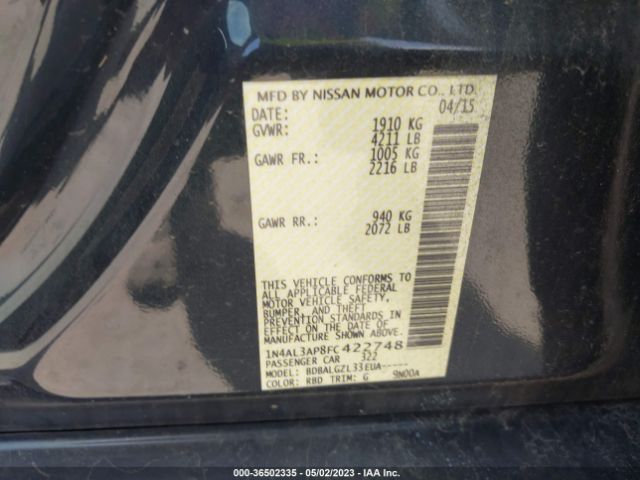 MFD BY NISSAN MOTOR CO., LTD.
DATE: 04/15
GVWR: 1910 KG
4211 LB
GAWR FR.: 1005 KG
2216 LB
GAWR RR.: 940 KG
2072 LB
THIS VEHICLE CONFORMS TO
ALL APPLICABLE FEDERAL
MOTOR VEHICLE SAFETY,
BUMPER, AND THEFT
PREVENTION STANDARDS IN
EFFECT ON THE DATE OF
MANUFACTURE SHOWN ABOVE.
1N4AL3AP8FC422748
PASSENGER CAR 322
MODEL: BDBALGZL33EUA-----
COLOR: RBD TRIM: G 9N00A
000-36502335 - 05/02/2023 - IAA Inc.